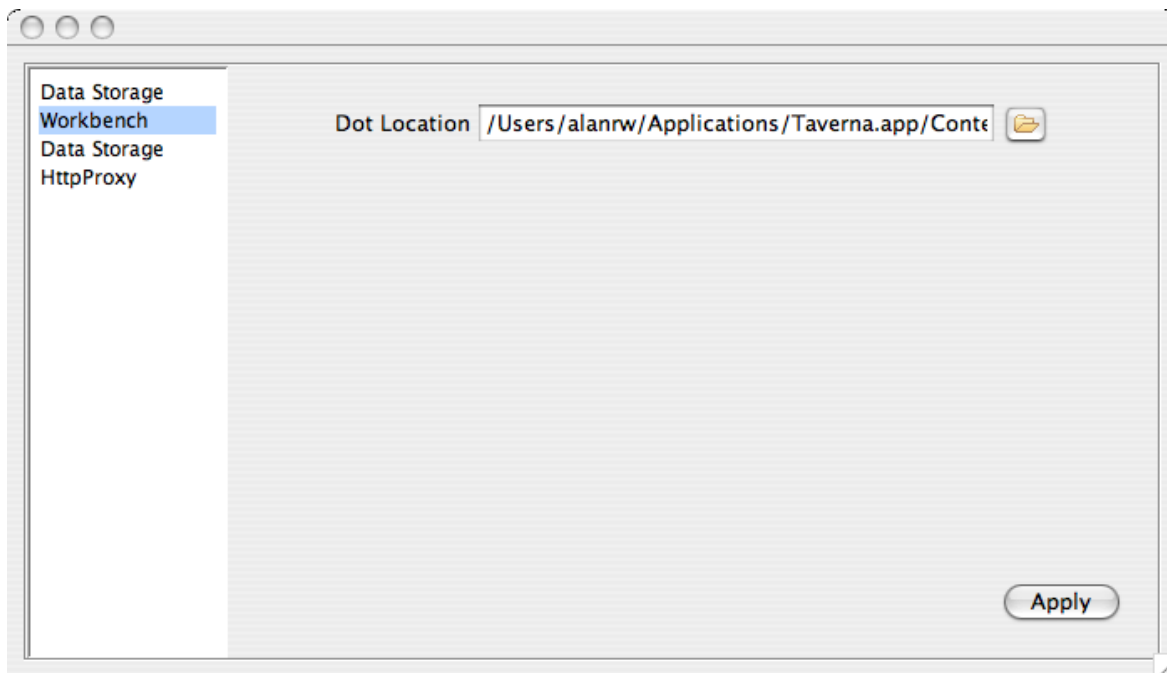 Data Storage
Workbench
Data Storage
HttpProxy
Dot Location /Users/alanrw/Applications/Taverna.app/Conte
Apply